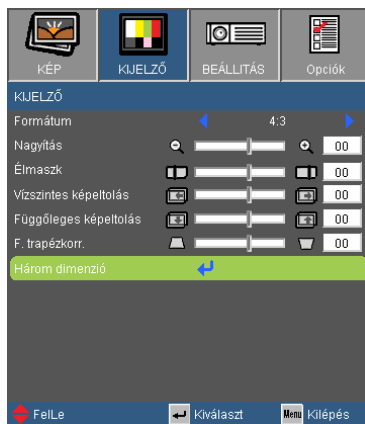 KÉP KIJELZŐ BEÁLLITÁS Opciók
KIJELZŐ
Formátum 4:3
Nagyítás 00
Élmaszk 00
Vízszintes képeltolás 00
Függőleges képeltolás 00
F. trapézkorr. 00
Három dimenzió
FelLe Kiválaszt Menu Kilépés